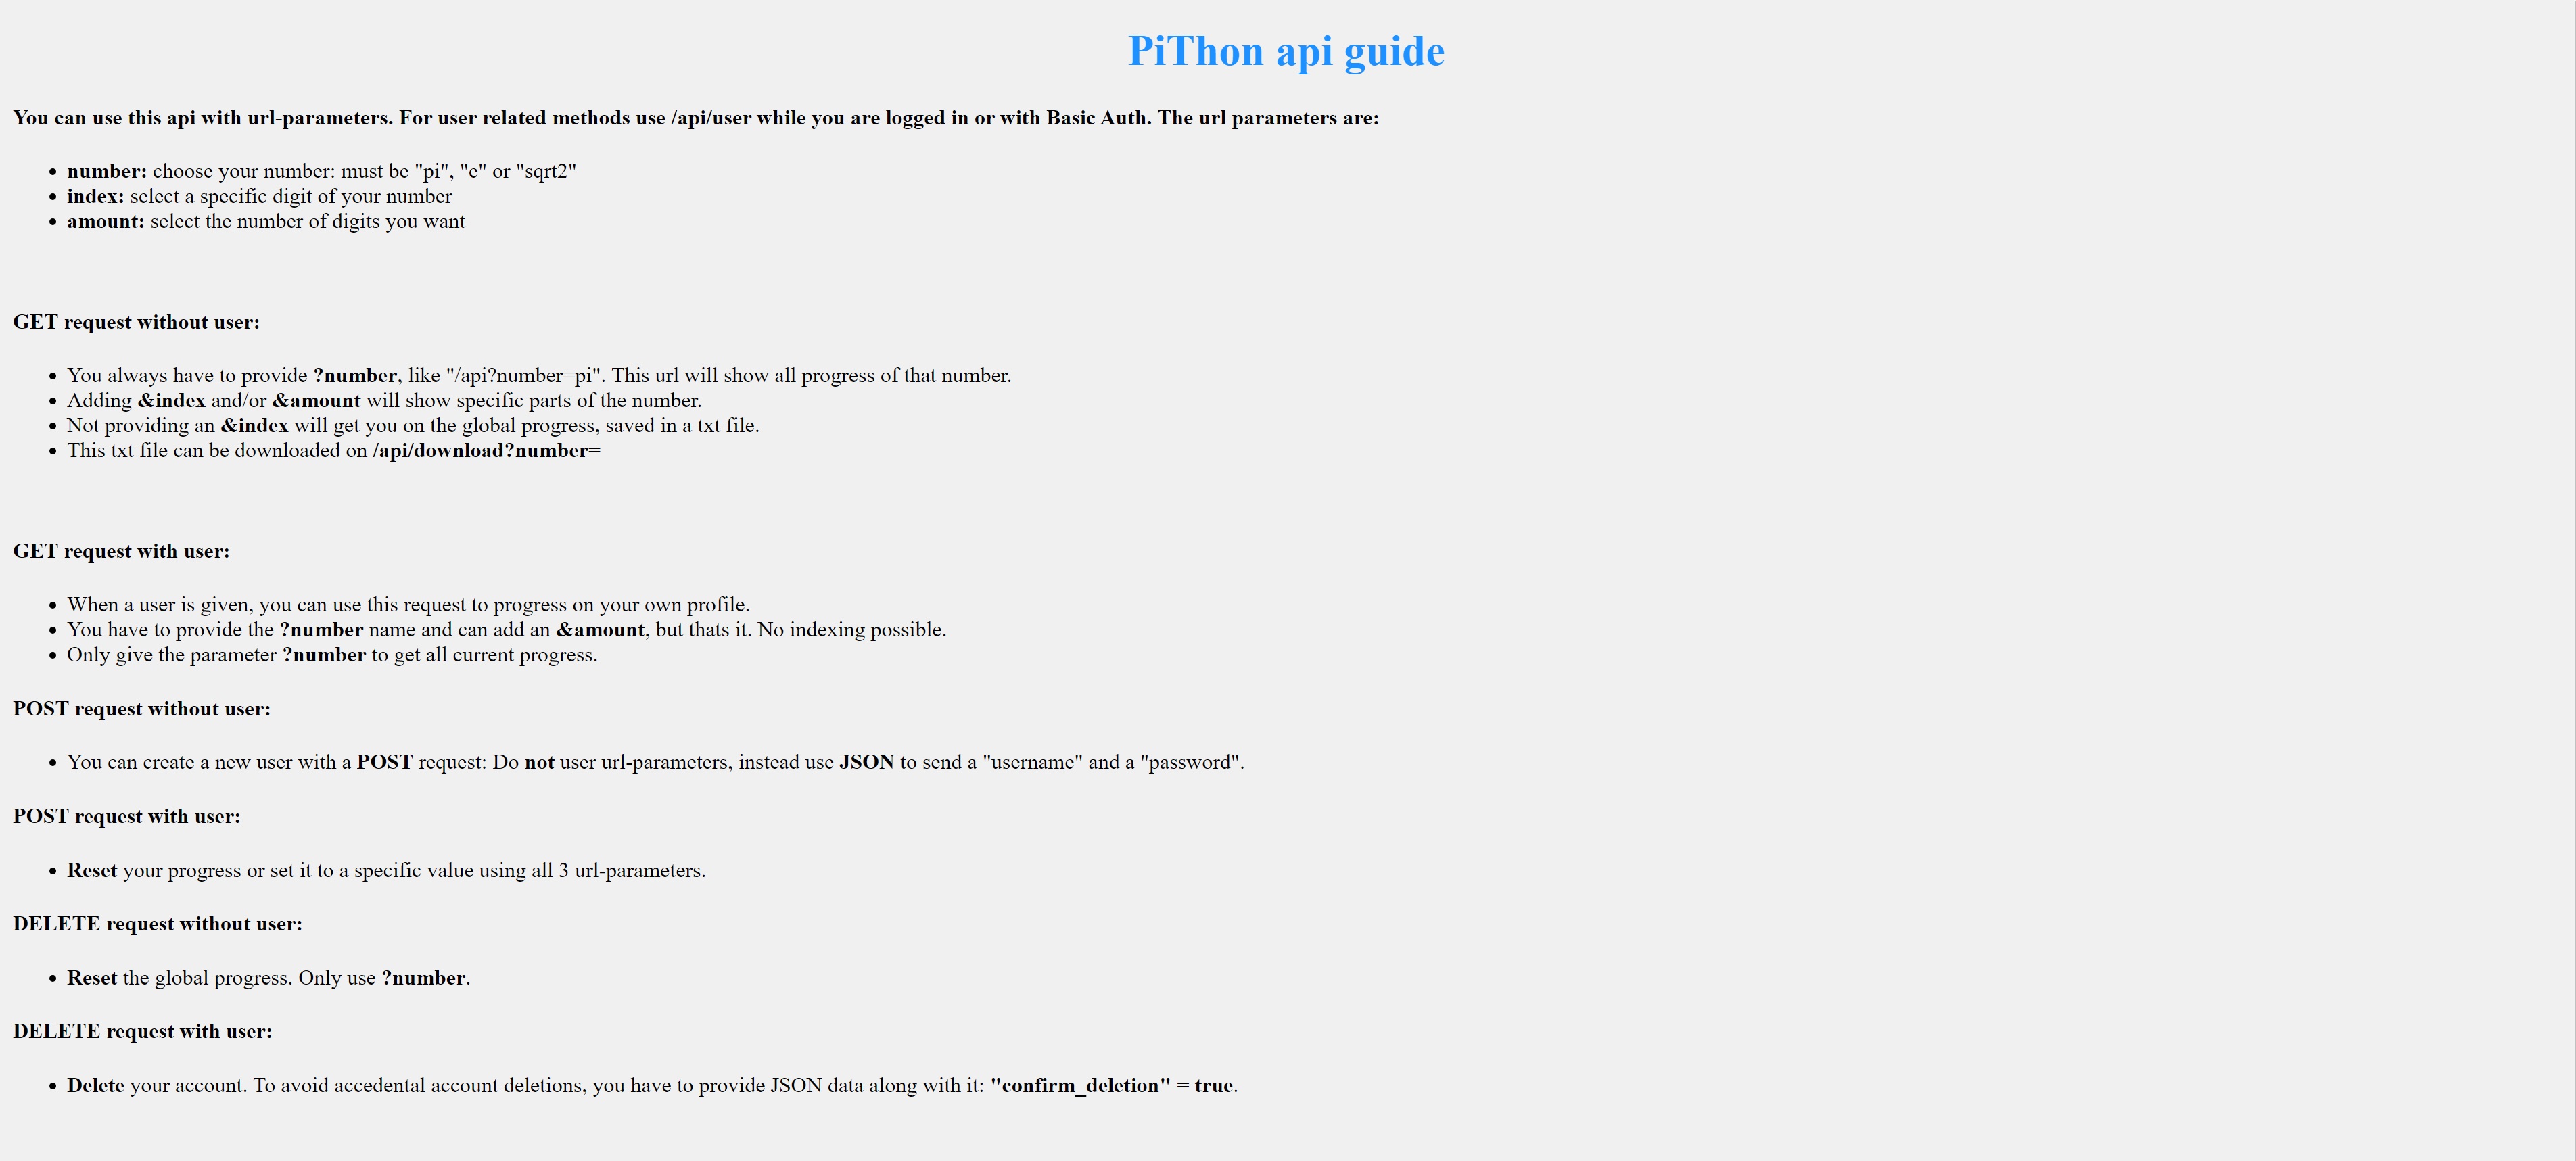 PiThon api guide
You can use this api with url-parameters. For user related methods use /api/user while you are logged in or with Basic Auth. The url parameters are:
• number: choose your number: must be "pi", "e" or "sqrt2"
• index: select a specific digit of your number
• amount: select the number of digits you want
GET request without user:
• You always have to provide ?number, like "/api?number=pi". This url will show all progress of that number.
• Adding &index and/or &amount will show specific parts of the number.
• Not providing an &index will get you on the global progress, saved in a txt file.
• This txt file can be downloaded on /api/download?number=
GET request with user:
• When a user is given, you can use this request to progress on your own profile.
• You have to provide the ?number name and can add an &amount, but thats it. No indexing possible.
• Only give the parameter ?number to get all current progress.
POST request without user:
• You can create a new user with a POST request: Do not user url-parameters, instead use JSON to send a "username" and a "password".
POST request with user:
• Reset your progress or set it to a specific value using all 3 url-parameters.
DELETE request without user:
• Reset the global progress. Only use ?number.
DELETE request with user:
• Delete your account. To avoid accedental account deletions, you have to provide JSON data along with it: "confirm_deletion" = true.